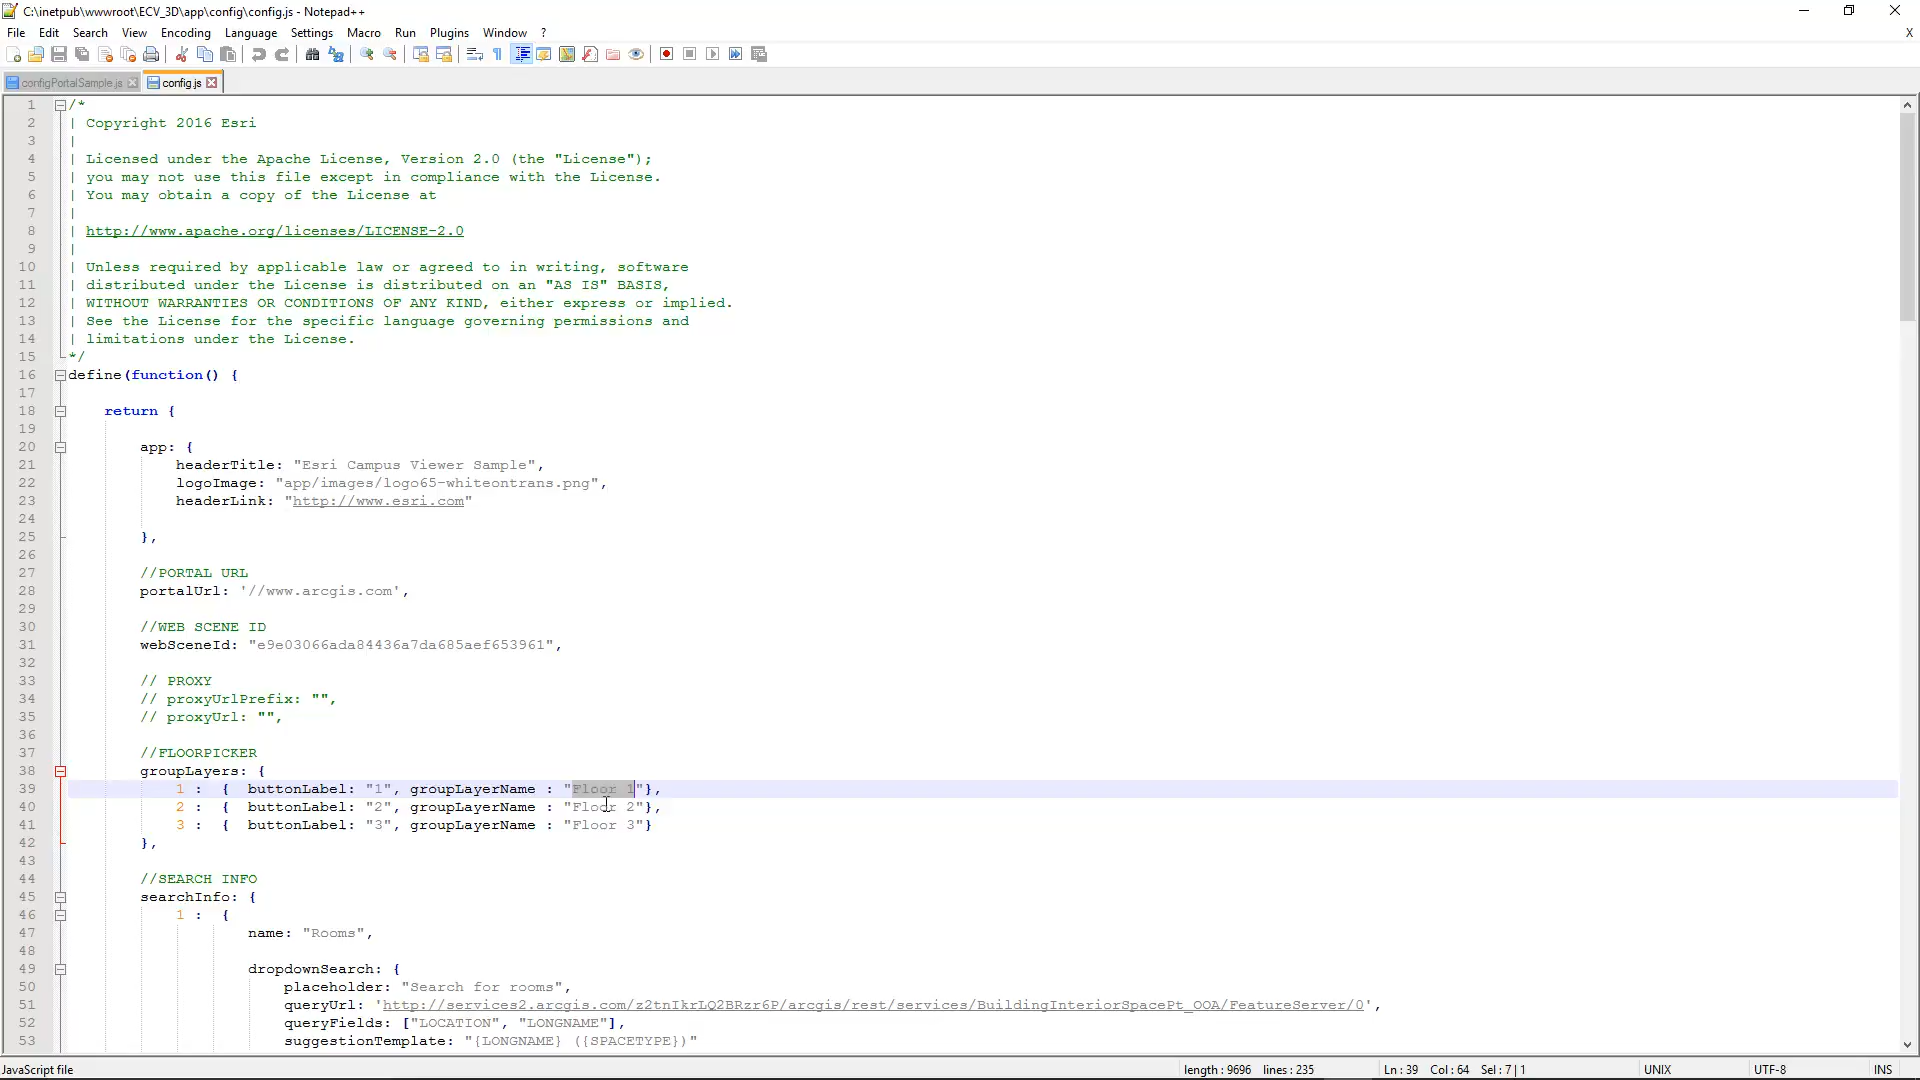 C:\inetpub\wwwroot\ECV_3D\app\config\config.js - Notepad++
File Edit Search View Encoding Language Settings Macro Run Plugins Window ? X
configPortalSample.js config.js
1 /*
2 | Copyright 2016 Esri
3 |
4 | Licensed under the Apache License, Version 2.0 (the "License");
5 | you may not use this file except in compliance with the License.
6 | You may obtain a copy of the License at
7 |
8 | http://www.apache.org/licenses/LICENSE-2.0
9 |
10 | Unless required by applicable law or agreed to in writing, software
11 | distributed under the License is distributed on an "AS IS" BASIS,
12 | WITHOUT WARRANTIES OR CONDITIONS OF ANY KIND, either express or implied.
13 | See the License for the specific language governing permissions and
14 | limitations under the License.
15 */
16 define(function() {
17
18 return {
19
20 app: {
21 headerTitle: "Esri Campus Viewer Sample",
22 logoImage: "app/images/logo65-whiteontrans.png",
23 headerLink: "http://www.esri.com"
24
25 },
26
27 //PORTAL URL
28 portalUrl: '//www.arcgis.com',
29
30 //WEB SCENE ID
31 webSceneId: "e9e03066ada84436a7da685aef653961",
32
33 // PROXY
34 // proxyUrlPrefix: "",
35 // proxyUrl: "",
36
37 //FLOORPICKER
38 groupLayers: {
39 1 : { buttonLabel: "1", groupLayerName : "Floor 1"},
40 2 : { buttonLabel: "2", groupLayerName : "Floor 2"},
41 3 : { buttonLabel: "3", groupLayerName : "Floor 3"}
42 },
43
44 //SEARCH INFO
45 searchInfo: {
46 1 : {
47 name: "Rooms",
48
49 dropdownSearch: {
50 placeholder: "Search for rooms",
51 queryUrl: 'http://services2.arcgis.com/z2tnIkrLQ2BRzr6P/arcgis/rest/services/BuildingInteriorSpacePt_OOA/FeatureServer/0',
52 queryFields: ["LOCATION", "LONGNAME"],
53 suggestionTemplate: "{LONGNAME} ({SPACETYPE})"
JavaScript file length : 9696 lines : 235 Ln : 39 Col : 64 Sel : 7 | 1 UNIX UTF-8 INS